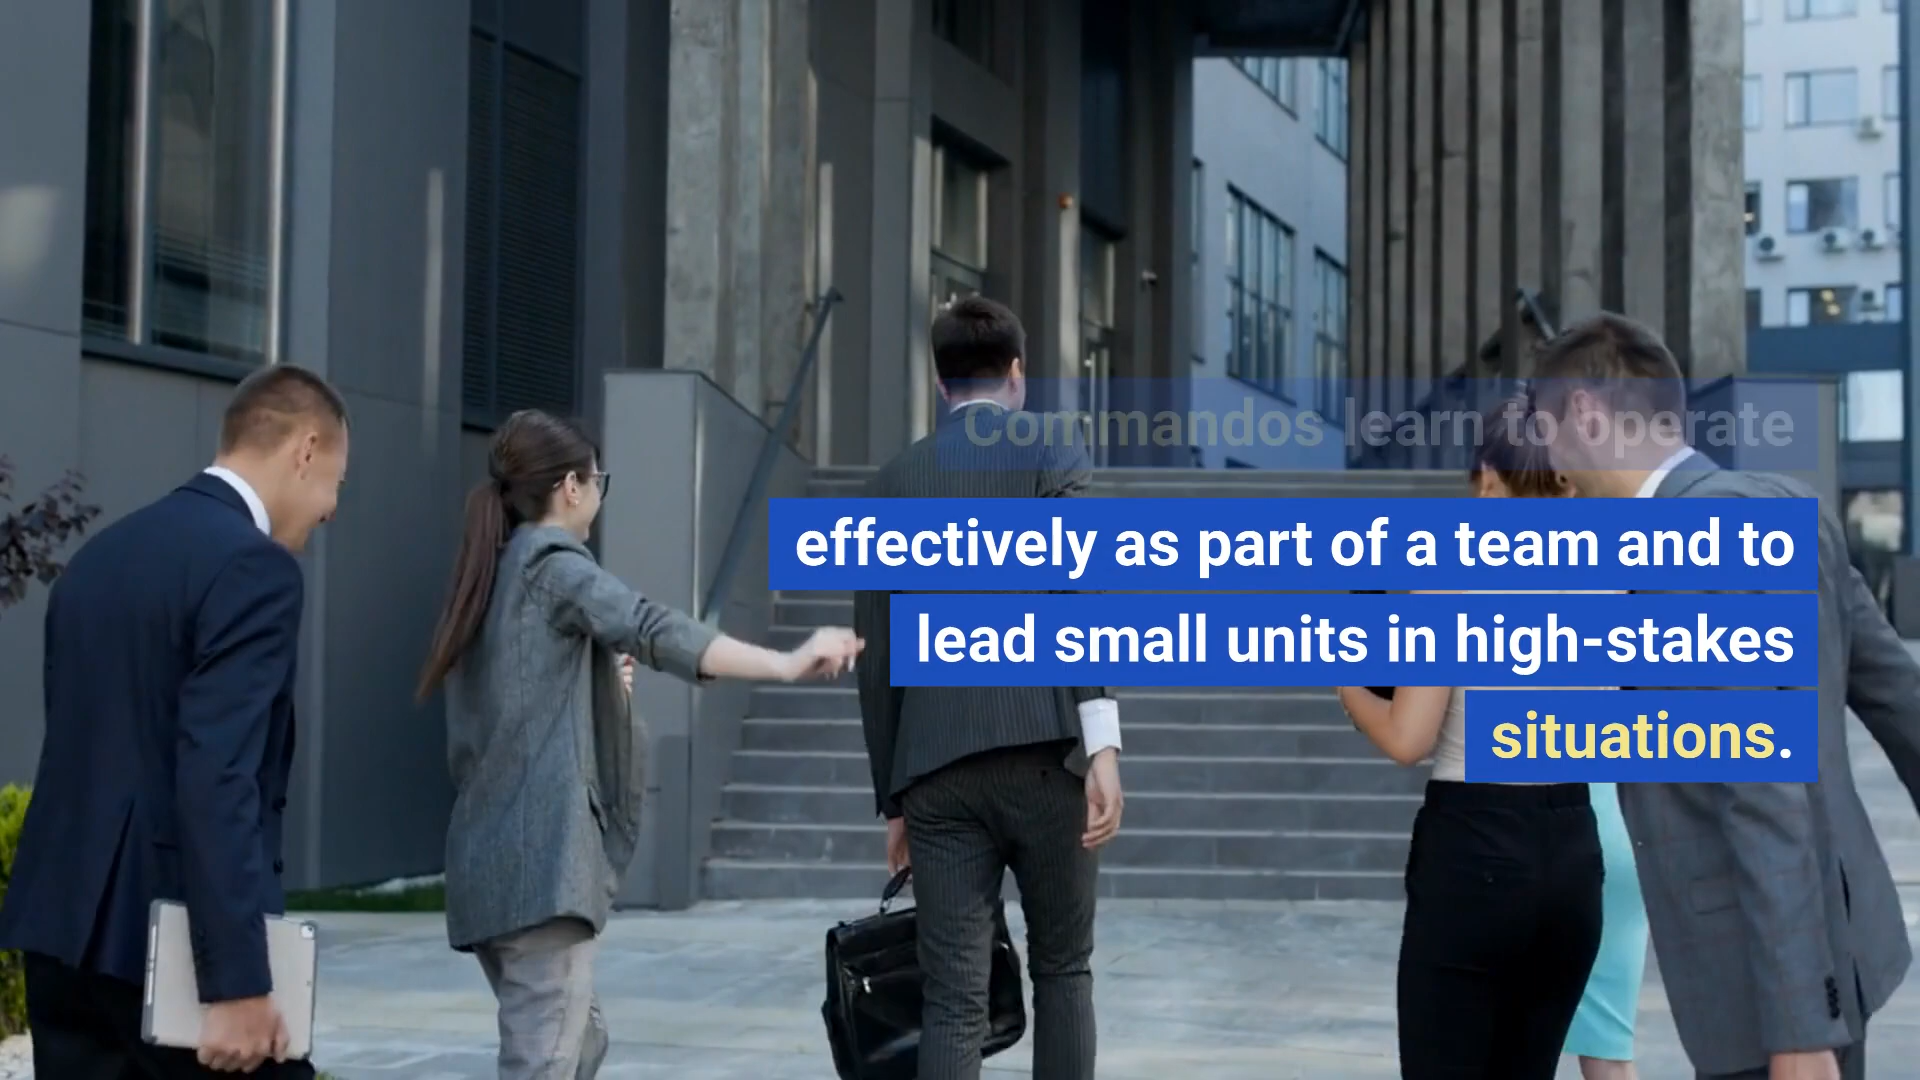 Commandos learn to operate
effectively as part of a team and to
lead small units in high-stakes
situations.